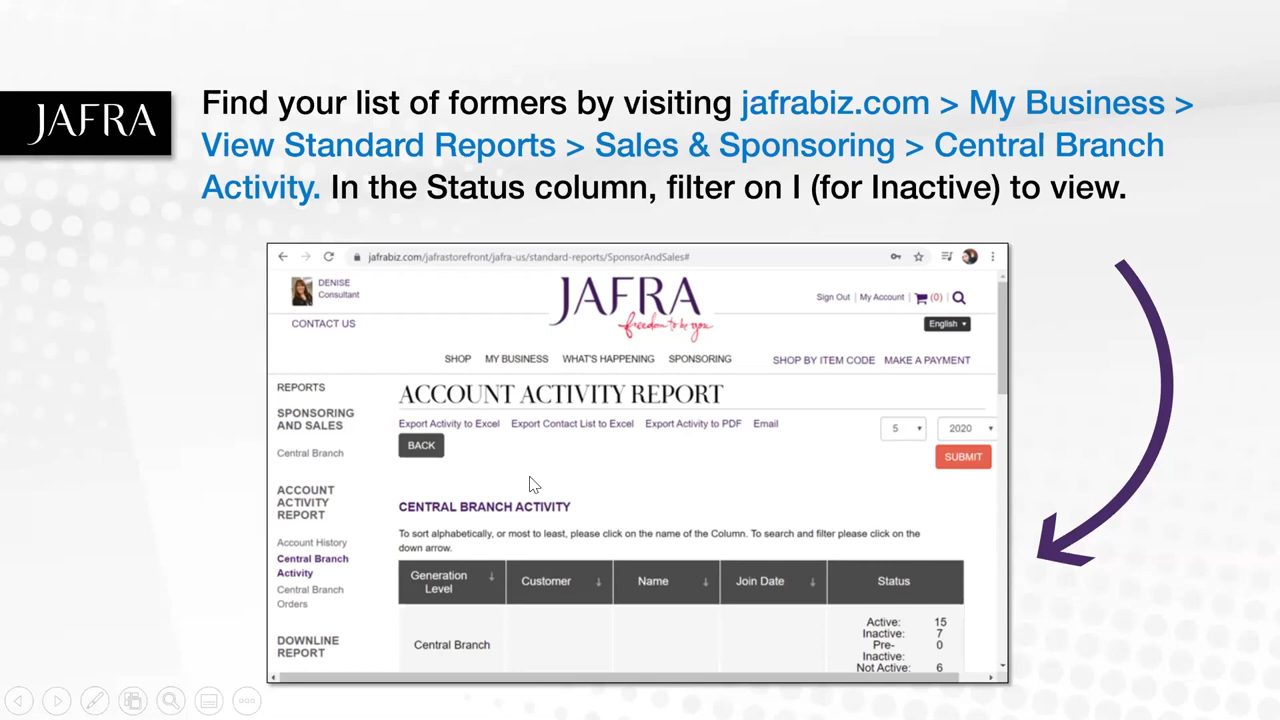 JAFRA
Find your list of formers by visiting jafrabiz.com > My Business >
View Standard Reports > Sales & Sponsoring > Central Branch
Activity. In the Status column, filter on I (for Inactive) to view.
jafrabiz.com/jafrastorefront/jafra-us/standard-reports/SponsorAndSales#
DENISE
Consultant
JAFRA
freedom to be you
Sign Out | My Account | (0) |
CONTACT US
English
SHOP MY BUSINESS WHAT'S HAPPENING SPONSORING SHOP BY ITEM CODE MAKE A PAYMENT
REPORTS
SPONSORING
AND SALES
Central Branch
ACCOUNT
ACTIVITY
REPORT
Account History
Central Branch
Activity
Central Branch
Orders
DOWNLINE
REPORT
ACCOUNT ACTIVITY REPORT
Export Activity to Excel Export Contact List to Excel Export Activity to PDF Email
5 2020
BACK
SUBMIT
CENTRAL BRANCH ACTIVITY
To sort alphabetically, or most to least, please click on the name of the Column. To search and filter please click on the
down arrow.
Generation
Level
Customer
Name
Join Date
Status
Central Branch
Active: 15
Inactive: 7
Pre- 0
Inactive:
Not Active 6